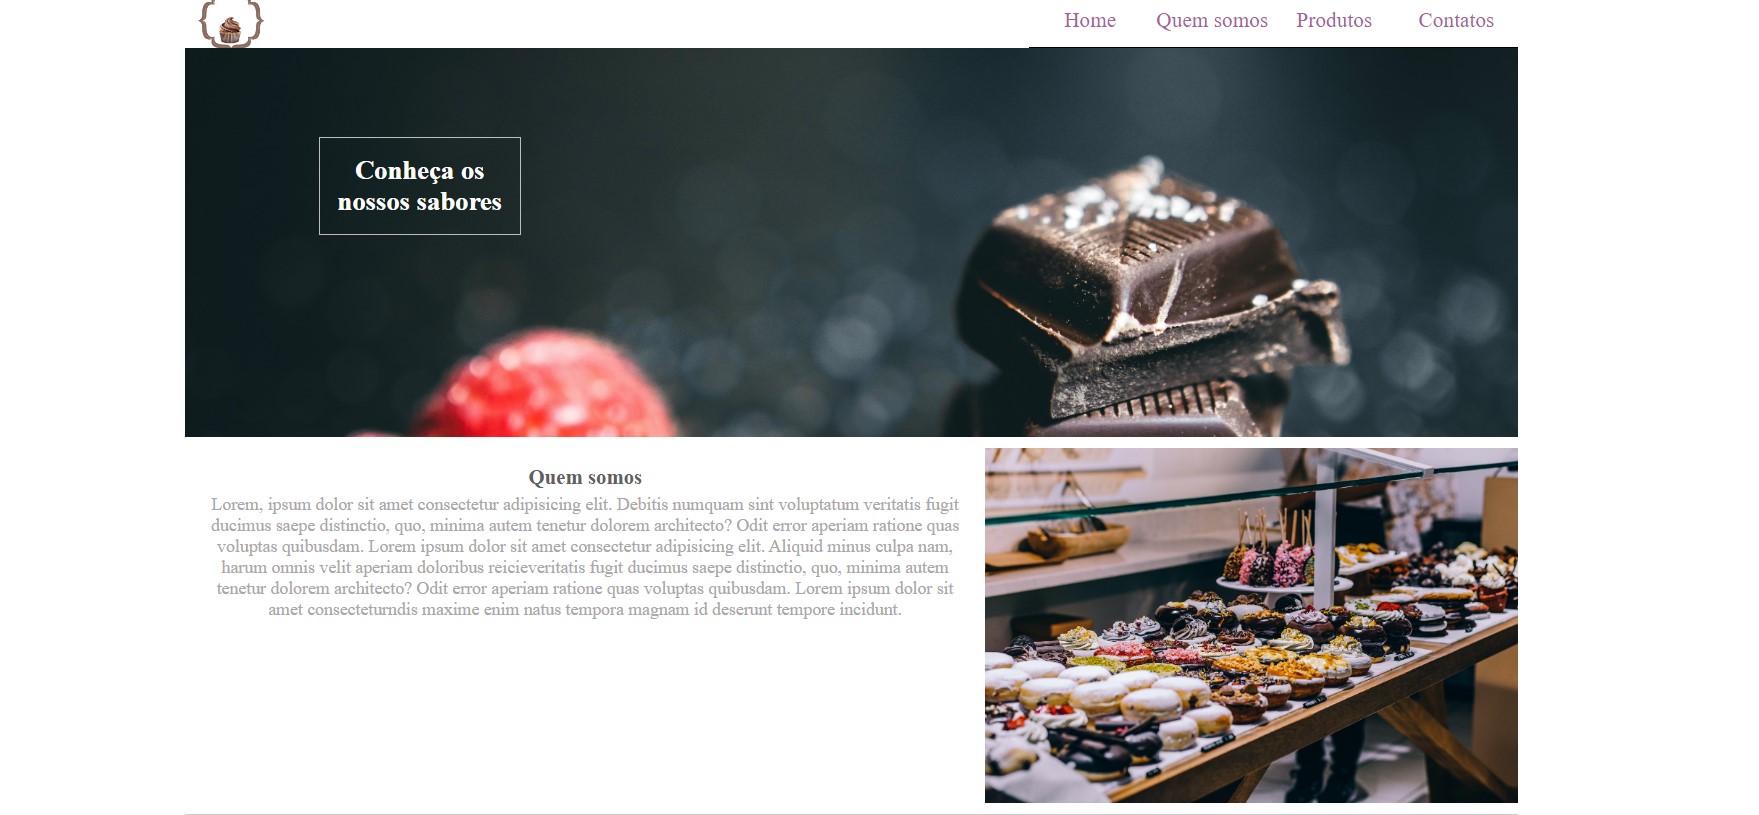 Home Quem somos Produtos Contatos
Conheça os
nossos sabores
Quem somos
Lorem, ipsum dolor sit amet consectetur adipisicing elit. Debitis numquam sint voluptatum veritatis fugit
ducimus saepe distinctio, quo, minima autem tenetur dolorem architecto? Odit error aperiam ratione quas
voluptas quibusdam. Lorem ipsum dolor sit amet consectetur adipisicing elit. Aliquid minus culpa nam,
harum omnis velit aperiam doloribus reicieveritatis fugit ducimus saepe distinctio, quo, minima autem
tenetur dolorem architecto? Odit error aperiam ratione quas voluptas quibusdam. Lorem ipsum dolor sit
amet consecteturndis maxime enim natus tempora magnam id deserunt tempore incidunt.